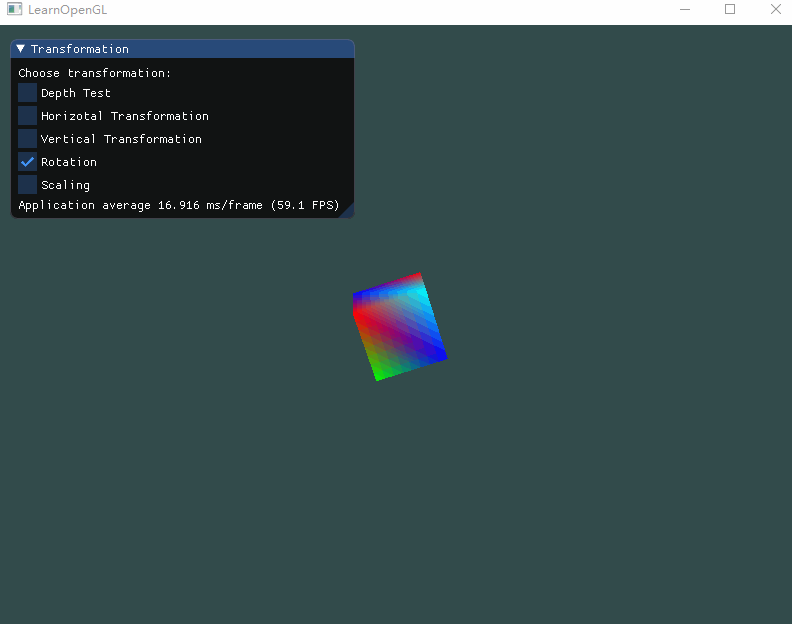 LearnOpenGL
Transformation
Choose transformation:
Depth Test
Horizotal Transformation
Vertical Transformation
Rotation
Scaling
Application average 16.916 ms/frame (59.1 FPS)